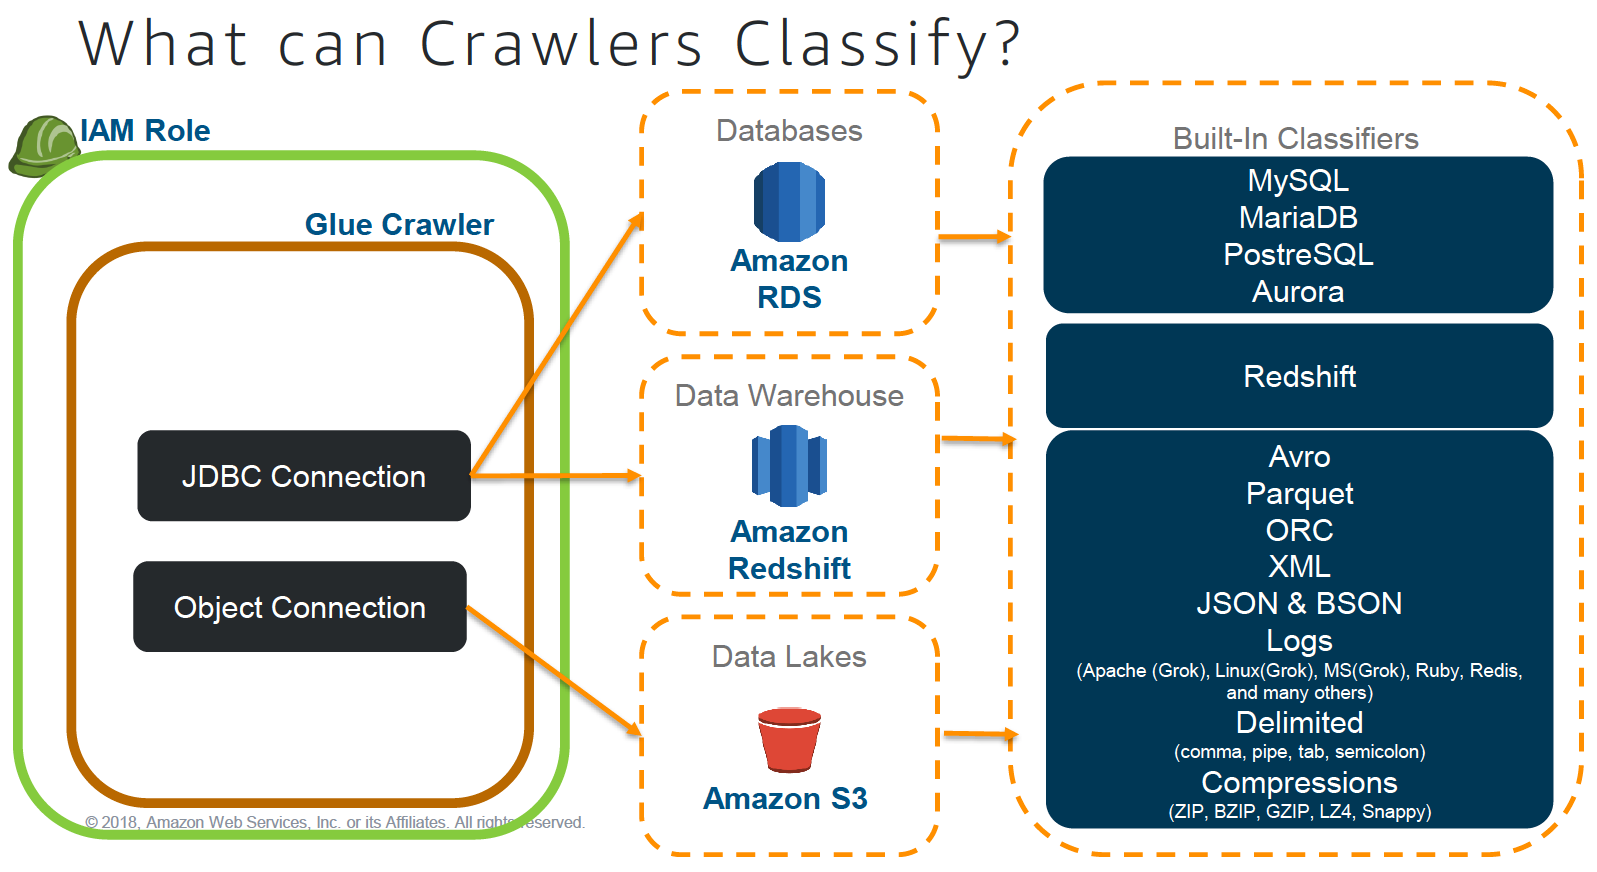 What can Crawlers Classify?
IAM Role
Glue Crawler
JDBC Connection
Object Connection
© 2018, Amazon Web Services, Inc. or its Affiliates. All rights reserved.
Databases
Amazon
RDS
Data Warehouse
Amazon
Redshift
Data Lakes
Amazon S3
Built-In Classifiers
MySQL
MariaDB
PostreSQL
Aurora
Redshift
Avro
Parquet
ORC
XML
JSON & BSON
Logs
(Apache (Grok), Linux(Grok), MS(Grok), Ruby, Redis,
and many others)
Delimited
(comma, pipe, tab, semicolon)
Compressions
(ZIP, BZIP, GZIP, LZ4, Snappy)